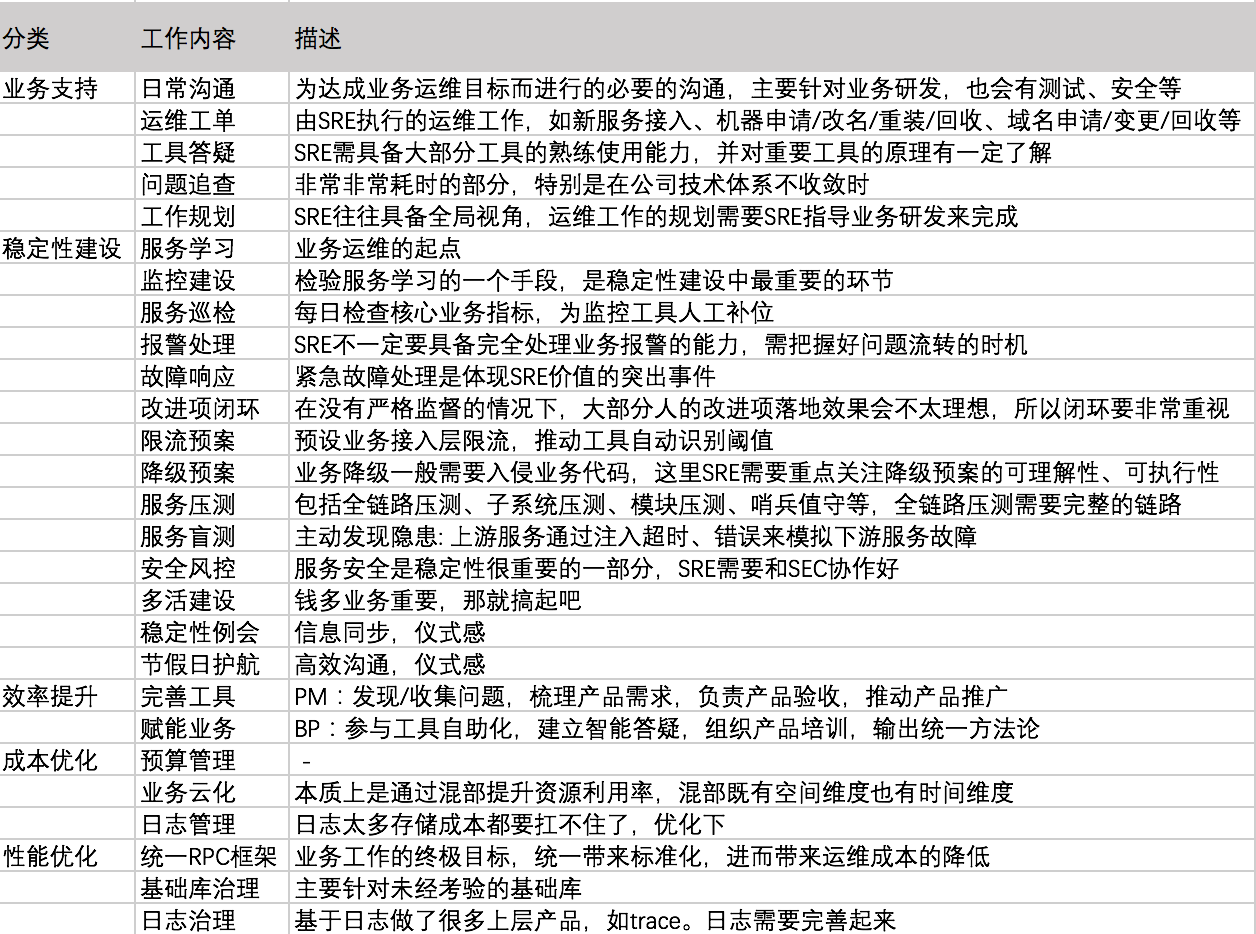 分类 工作内容 描述
业务支持 日常沟通 为达成业务运维目标而进行的必要的沟通，主要针对业务研发，也会有测试、安全等
运维工单 由SRE执行的运维工作，如新服务接入、机器申请/改名/重装/回收、域名申请/变更/回收等
工具答疑 SRE需具备大部分工具的熟练使用能力，并对重要工具的原理有一定了解
问题追查 非常非常耗时的部分，特别是在公司技术体系不收敛时
工作规划 SRE往往具备全局视角，运维工作的规划需要SRE指导业务研发来完成
稳定性建设 服务学习 业务运维的起点
监控建设 检验服务学习的一个手段，是稳定性建设中最重要的环节
服务巡检 每日检查核心业务指标，为监控工具人工补位
报警处理 SRE不一定要具备完全处理业务报警的能力，需把握好问题流转的时机
故障响应 紧急故障处理是体现SRE价值的突出事件
改进项闭环 在没有严格监督的情况下，大部分人的改进项落地效果会不太理想，所以闭环要非常重视
限流预案 预设业务接入层限流，推动工具自动识别阈值
降级预案 业务降级一般需要入侵业务代码，这里SRE需要重点关注降级预案的可理解性、可执行性
服务压测 包括全链路压测、子系统压测、模块压测、哨兵值守等，全链路压测需要完整的链路
服务盲测 主动发现隐患: 上游服务通过注入超时、错误来模拟下游服务故障
安全风控 服务安全是稳定性很重要的一部分，SRE需要和SEC协作好
多活建设 钱多业务重要，那就搞起吧
稳定性例会 信息同步，仪式感
节假日护航 高效沟通，仪式感
效率提升 完善工具 PM：发现/收集问题，梳理产品需求，负责产品验收，推动产品推广
赋能业务 BP：参与工具自助化，建立智能答疑，组织产品培训，输出统一方法论
成本优化 预算管理 -
业务云化 本质上是通过混部提升资源利用率，混部既有空间维度也有时间维度
日志管理 日志太多存储成本都要扛不住了，优化下
性能优化 统一RPC框架 业务工作的终极目标，统一带来标准化，进而带来运维成本的降低
基础库治理 主要针对未经考验的基础库
日志治理 基于日志做了很多上层产品，如trace。日志需要完善起来